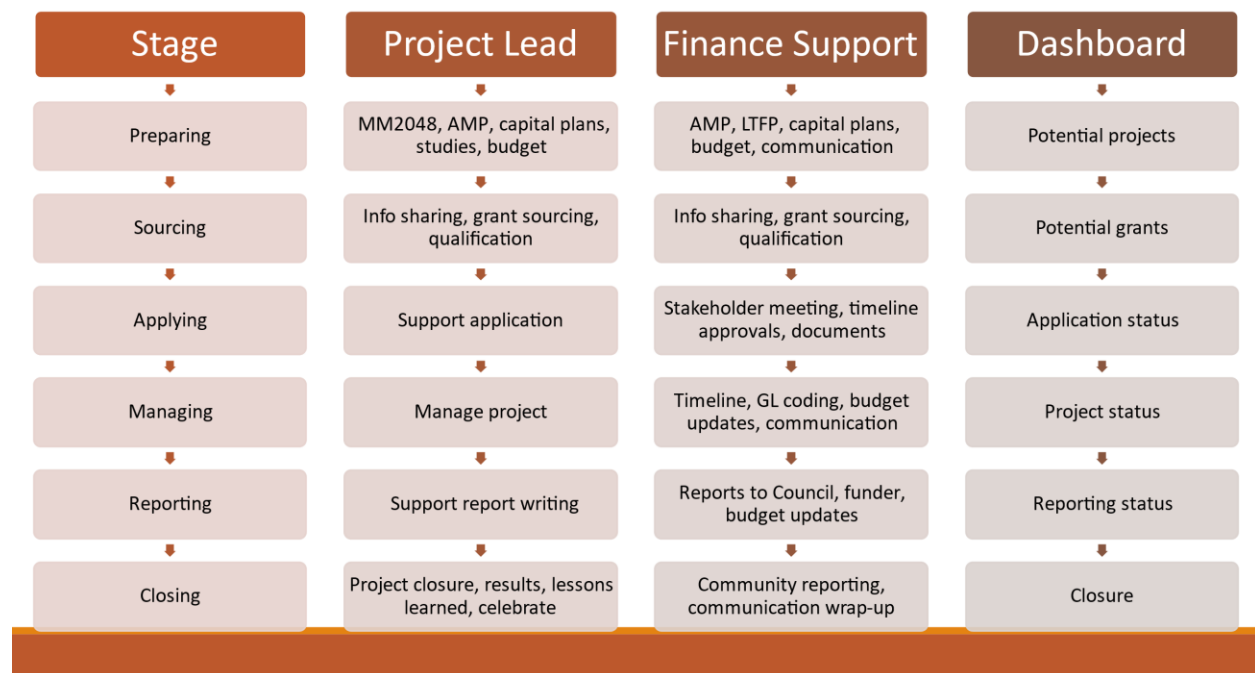 Stage
Project Lead
Finance Support
Dashboard
Preparing
MM2048, AMP, capital plans,
studies, budget
AMP, LTFP, capital plans,
budget, communication
Potential projects
Sourcing
Info sharing, grant sourcing,
qualification
Info sharing, grant sourcing,
qualification
Potential grants
Applying
Support application
Stakeholder meeting, timeline
approvals, documents
Application status
Managing
Manage project
Timeline, GL coding, budget
updates, communication
Project status
Reporting
Support report writing
Reports to Council, funder,
budget updates
Reporting status
Closing
Project closure, results, lessons
learned, celebrate
Community reporting,
communication wrap-up
Closure